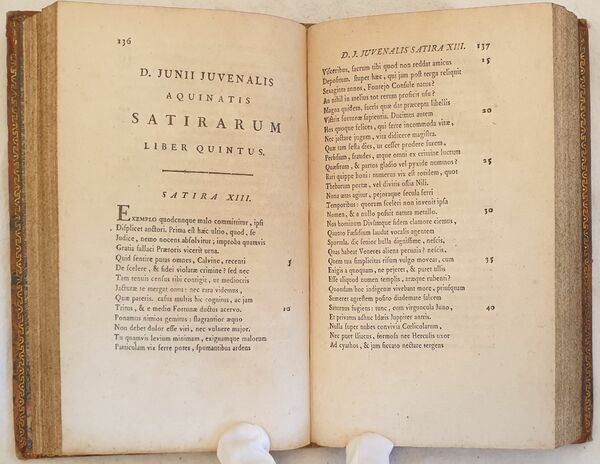 136
D. JUNII JUVENALIS
AQUINATIS
SATIRARUM
LIBER QUINTUS.
SATIRA XIII.
EXEMPLO quodcunque malo committitur, ipsi
Displicet auctori. Prima est hæc ultio, quod, se
Judice, nemo nocens absolvitur; improba quamvis
Gratia fallaci Prætoris vicerit urna.
Quid sentire putas omnes, Calvine, recenti 5
De scelere, & fidei violatæ crimine? sed nec
Tam tenuis census tibi contigit, ut mediocris
Jacturæ te mergat onus: nec rara videmus,
Quæ pateris. casus multis hic cognitus, ac jam
Tritus, & e medio Fortunæ ductus acervo. 10
Ponamus nimios gemitus: flagrantior æquo
Non debet dolor esse viri, nec vulnere major.
Tu quamvis levium minimam, exiguamque malorum
Particulam vix ferre potes, spumantibus ardens
D. J. JUVENALIS SATIRA XIII. 137
Visceribus, sacrum tibi quod non reddat amicus 15
Depositum. stupet hæc, qui jam post terga reliquit
Sexaginta annos, Fontejo Consule natus?
An nihil in melius tot rerum proficit usu?
Magna quidem, sacris quæ dat præcepta libellis
Victrix fortunæ sapientia. Ducimus autem 20
Hos quoque felices, qui ferre incommoda vitæ,
Nec jactare jugum, vita didicere magistra.
Quæ tam festa dies, ut cesset prodere furem,
Perfidiam, fraudes, atque omni ex crimine lucrum
Quæsitum, & partos gladio vel pyxide nummos? 25
Rari quippe boni: numerus vix est totidem, quot
Thebarum portæ, vel divitis ostia Nili.
Nona ætas agitur, pejoraque secula ferri
Temporibus: quorum sceleri non invenit ipsa
Nomen, & a nullo posuit natura metallo. 30
Nos hominum Divûmque fidem clamore ciemus,
Quanto Fæsidium laudat vocalis agentem
Sportula. dic senior bulla dignissime, nescis,
Quas habeat Veneres aliena pecunia? nescis,
Quem tua simplicitas risum vulgo moveat, cum 35
Exigis a quoquam, ne pejeret, & putet ullis
Esse aliquod numen templis, aræque rubenti?
Quondam hoc indigenæ vivebant more, priusquam
Sumeret agrestem posito diademate falcem
Saturnus fugiens: tunc, cum virguncula Juno, 40
Et privatus adhuc Idæis Juppiter antris.
Nulla super nubes convivia Cœlicolarum,
Nec puer Iliacus, formosa nec Herculis uxor
Ad cyathos, & jam siccato nectare tergens